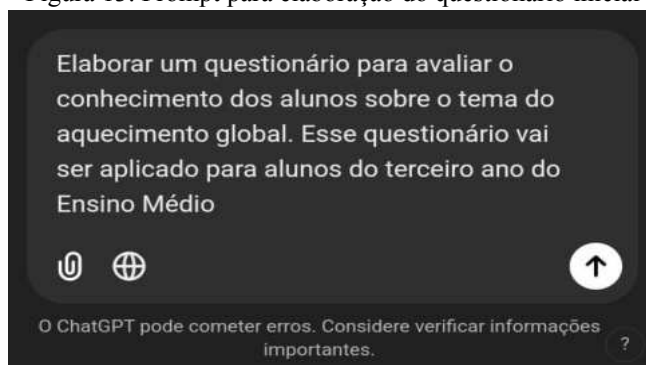 Figura 15: Prompt para elaboração do questionário inicial
Elaborar um questionário para avaliar o
conhecimento dos alunos sobre o tema do
aquecimento global. Esse questionário vai
ser aplicado para alunos do terceiro ano do
Ensino Médio
O ChatGPT pode cometer erros. Considere verificar informações
importantes.
?